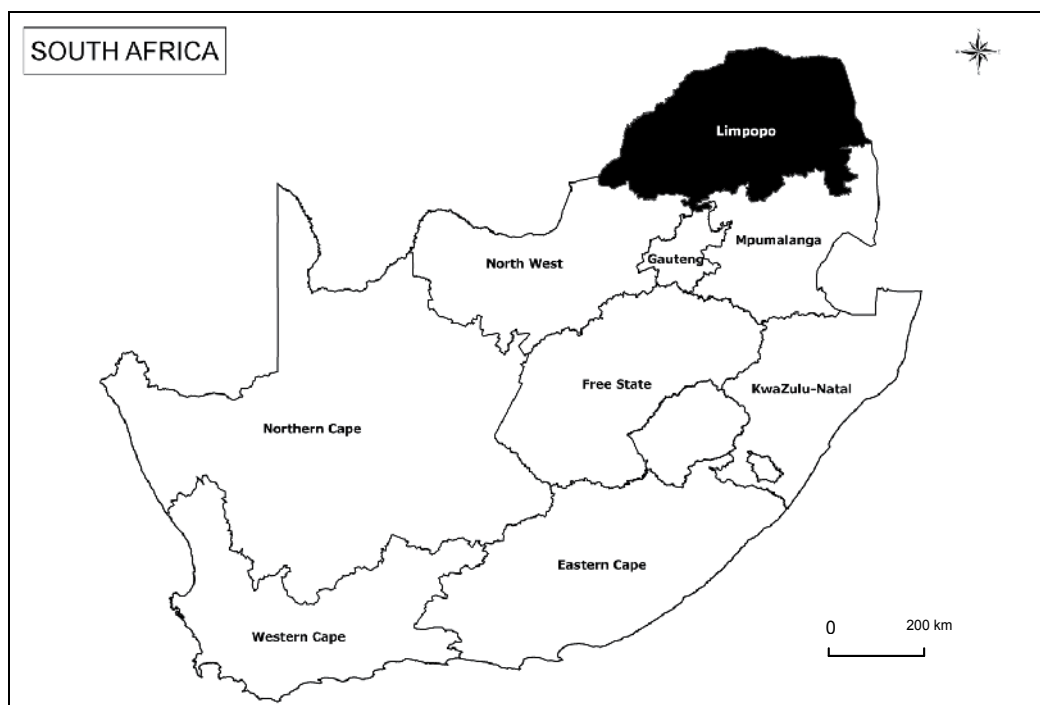 SOUTH AFRICA
Limpopo
Mpumalanga
North West
Gauteng
Free State
KwaZulu-Natal
Northern Cape
Eastern Cape
Western Cape
0
200 km